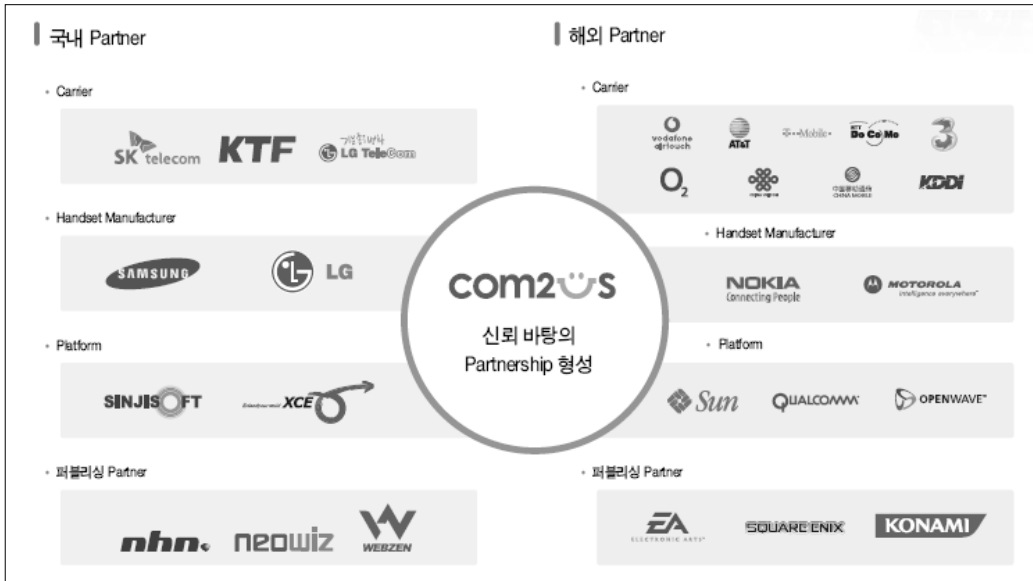 국내 Partner
• Carrier
SK telecom KTF LG TeleCom
• Handset Manufacturer
SAMSUNG LG
• Platform
SINJISOFT XCE
• 퍼블리싱 Partner
nhn neowiz WEBZEN
com2us
신뢰 바탕의
Partnership 형성
해외 Partner
• Carrier
vodafone airtouch AT&T T-Mobile NTT DoCoMo 3
O2 CHINA MOBILE KDDI
• Handset Manufacturer
NOKIA
Connecting People
MOTOROLA
intelligence everywhere
• Platform
Sun QUALCOMM OPENWAVE
• 퍼블리싱 Partner
EA
ELECTRONIC ARTS
SQUARE ENIX KONAMI